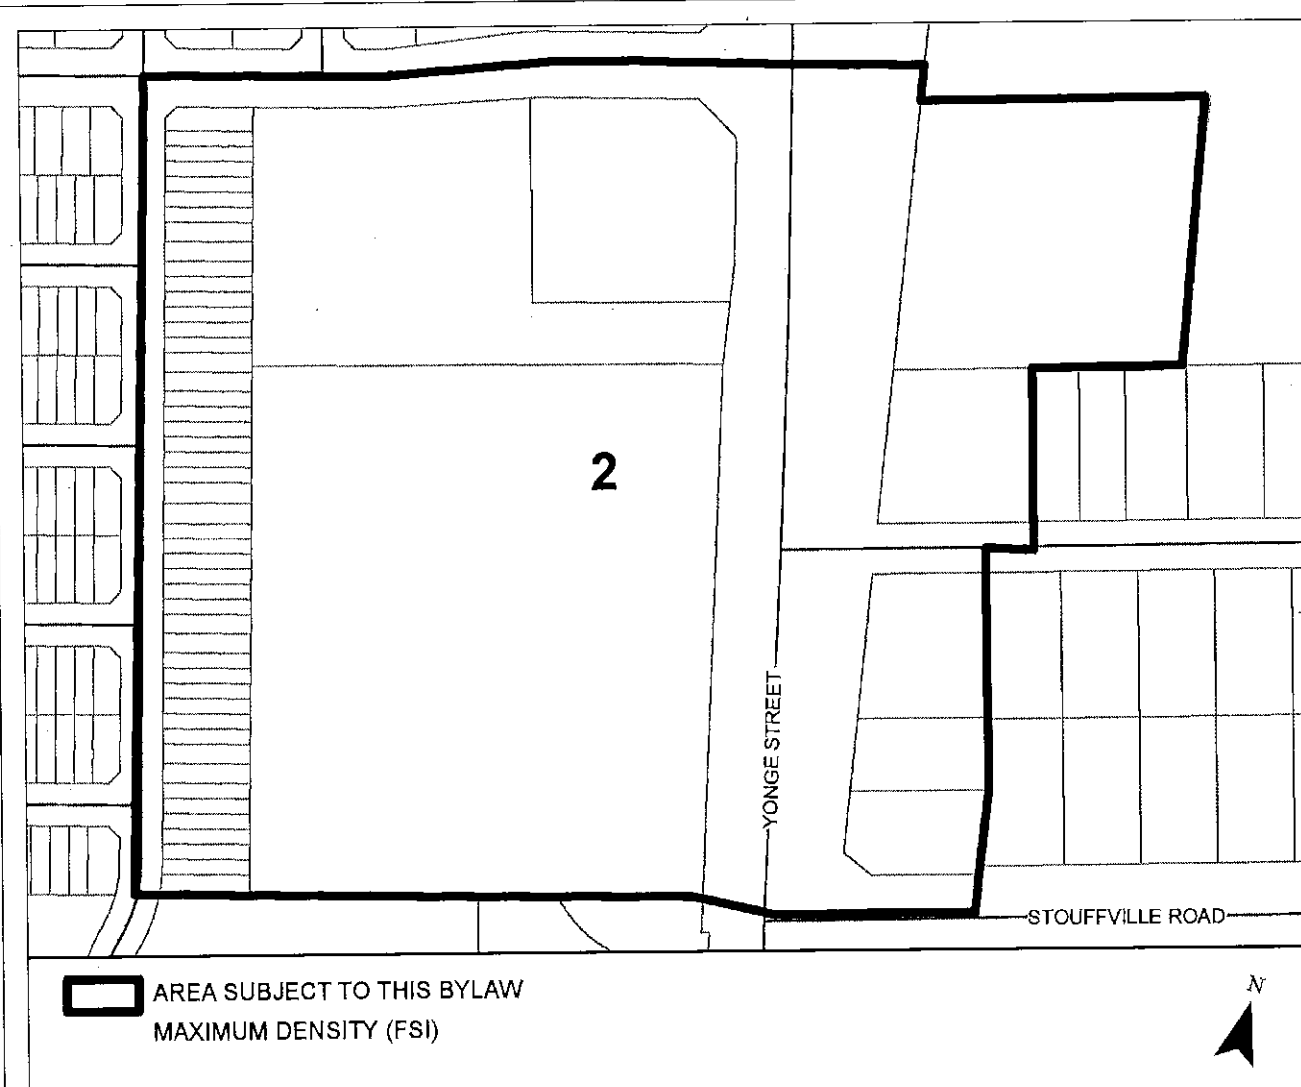 2
YONGE STREET
STOUFFVILLE ROAD
AREA SUBJECT TO THIS BYLAW
MAXIMUM DENSITY (FSI)
N